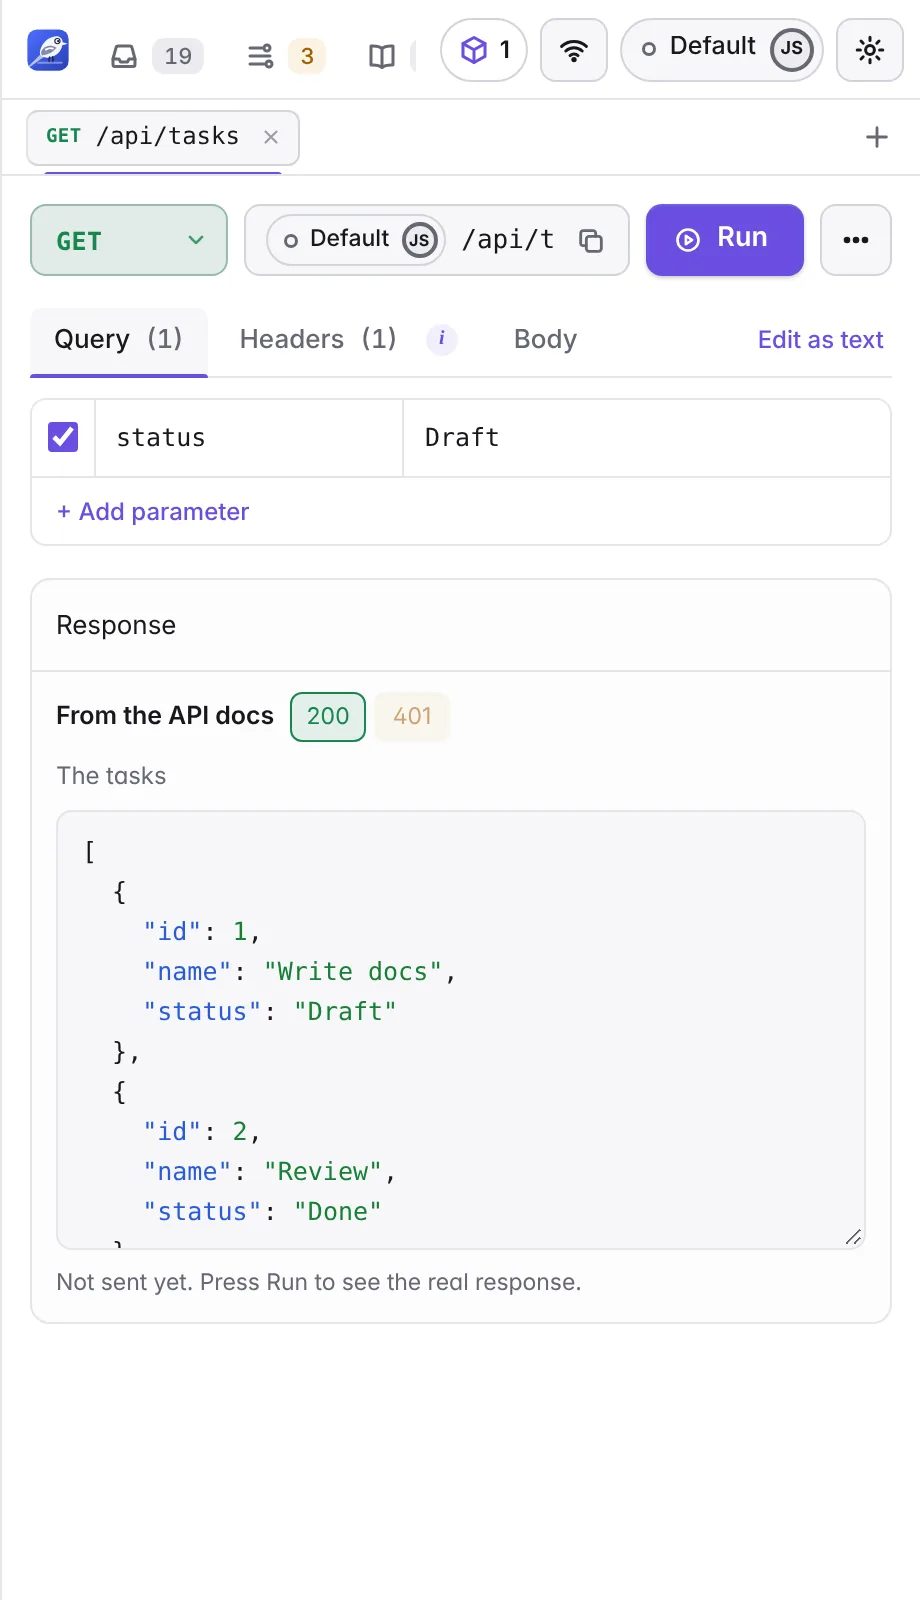 19
3
1
Default JS
GET /api/tasks
GET
Default JS /api/t
Run
Query (1)
Headers (1)
i
Body
Edit as text
status
Draft
+ Add parameter
Response
From the API docs 200 401
The tasks
[
{
"id": 1,
"name": "Write docs",
"status": "Draft"
},
{
"id": 2,
"name": "Review",
"status": "Done"
}
Not sent yet. Press Run to see the real response.